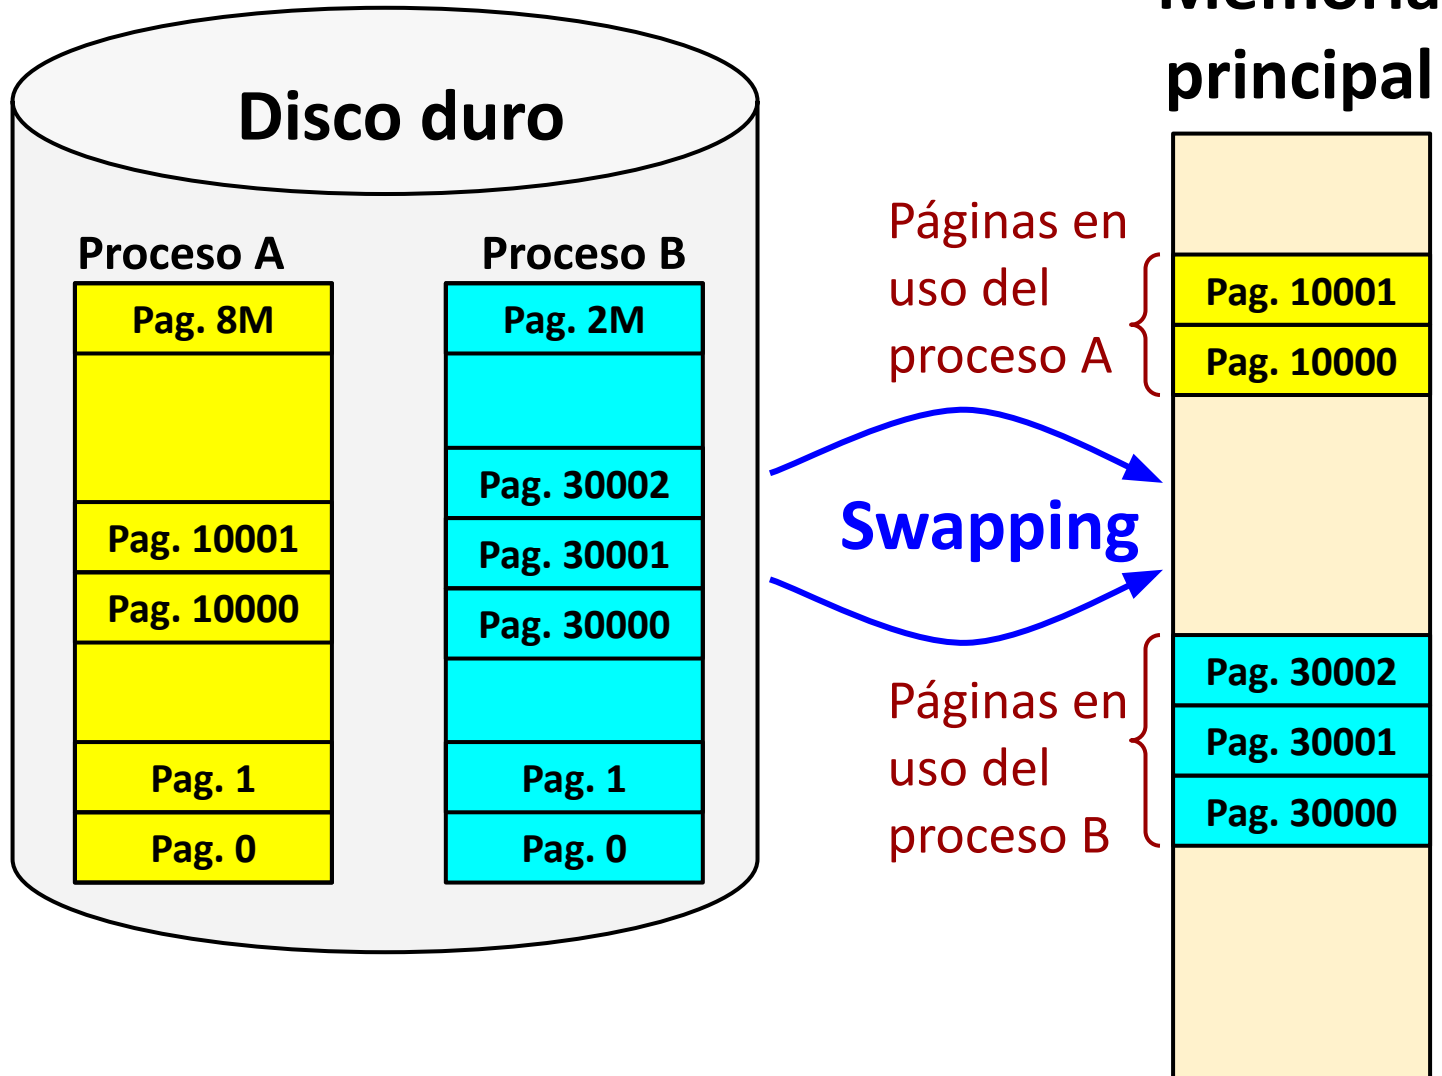 Memoria
principal
Disco duro
Proceso A
Pag. 8M
Pag. 10001
Pag. 10000
Pag. 1
Pag. 0
Proceso B
Pag. 2M
Pag. 30002
Pag. 30001
Pag. 30000
Pag. 1
Pag. 0
Páginas en
uso del
proceso A
Swapping
Páginas en
uso del
proceso B
Pag. 10001
Pag. 10000
Pag. 30002
Pag. 30001
Pag. 30000